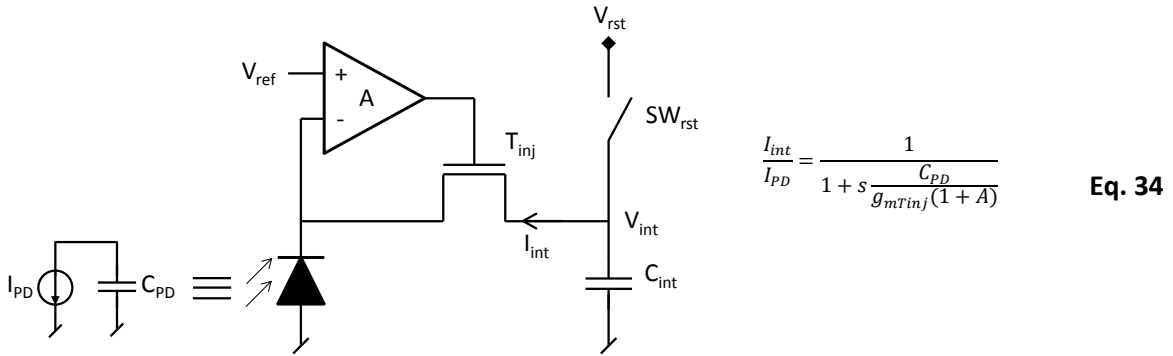 V_rst
V_ref
+
A
-
SW_rst
T_inj
I_int / I_PD = 1 / (1 + s C_PD / (g_mTinj(1 + A)))
Eq. 34
V_int
I_int
I_PD
C_PD
C_int